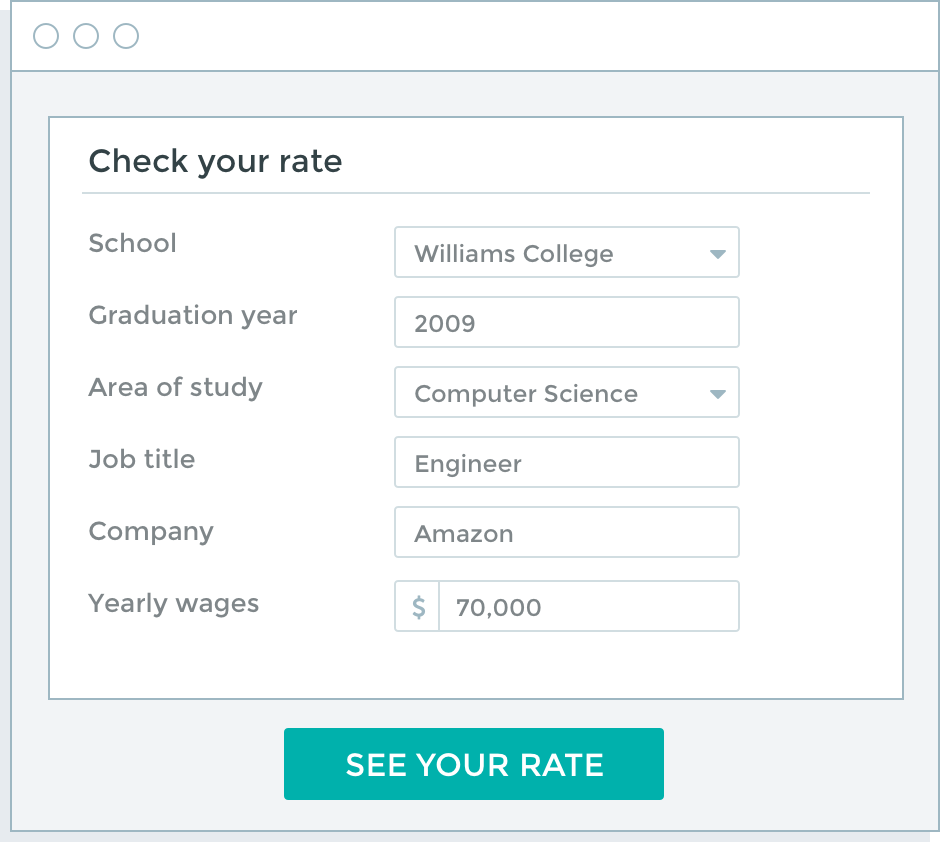 Check your rate
School
Williams College
Graduation year
2009
Area of study
Computer Science
Job title
Engineer
Company
Amazon
Yearly wages
$ 70,000
SEE YOUR RATE